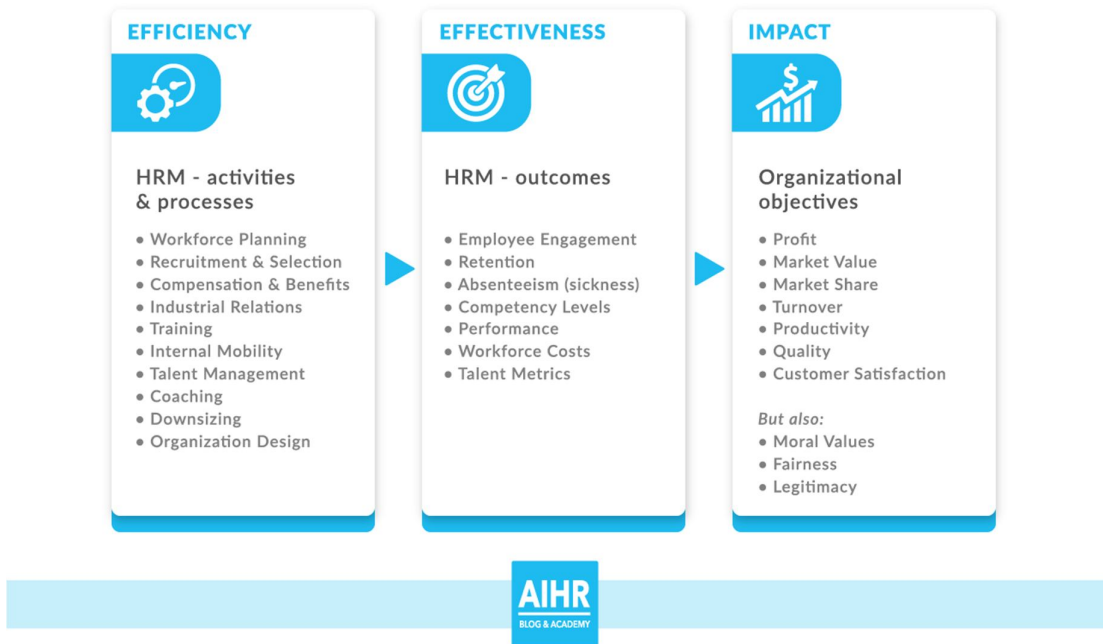 EFFICIENCY
HRM - activities
& processes
• Workforce Planning
• Recruitment & Selection
• Compensation & Benefits
• Industrial Relations
• Training
• Internal Mobility
• Talent Management
• Coaching
• Downsizing
• Organization Design
EFFECTIVENESS
HRM - outcomes
• Employee Engagement
• Retention
• Absenteeism (sickness)
• Competency Levels
• Performance
• Workforce Costs
• Talent Metrics
IMPACT
$
Organizational
objectives
• Profit
• Market Value
• Market Share
• Turnover
• Productivity
• Quality
• Customer Satisfaction
But also:
• Moral Values
• Fairness
• Legitimacy
AIHR
BLOG & ACADEMY